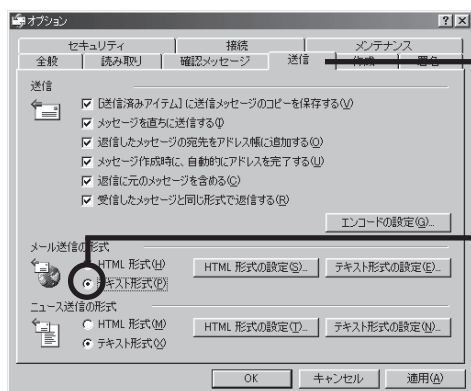 オプション
セキュリティ 接続 メンテナンス
全般 読み取り 確認メッセージ 送信 作成 署名
送信
[送信済みアイテム]に送信メッセージのコピーを保存する(V)
メッセージを直ちに送信する(I)
返信したメッセージの宛先をアドレス帳に追加する(O)
メッセージ作成時に、自動的にアドレスを完了する(U)
返信に元のメッセージを含める(C)
受信したメッセージと同じ形式で返信する(R)
エンコードの設定(G)...
メール送信の形式
HTML 形式(H) HTML 形式の設定(S)... テキスト形式の設定(E)...
テキスト形式(P)
ニュース送信の形式
HTML 形式(M) HTML 形式の設定(T)... テキスト形式の設定(N)...
テキスト形式(X)
OK キャンセル 適用(A)